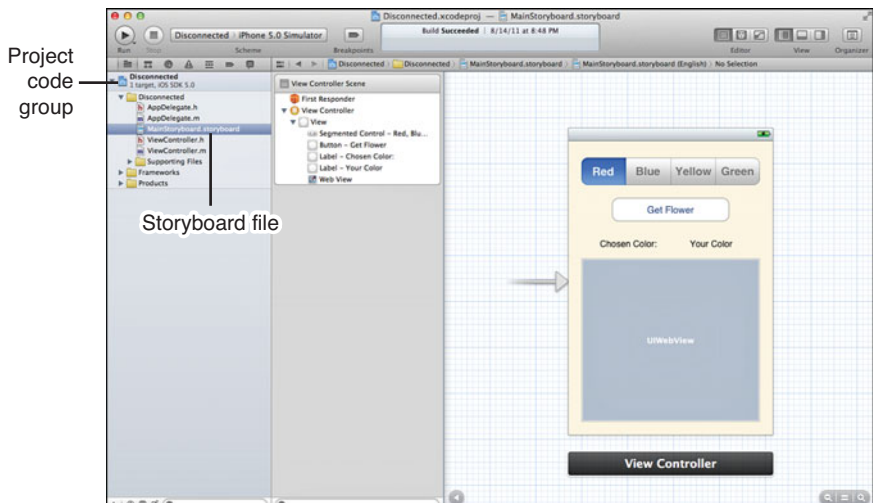 Disconnected.xcodeproj — MainStoryboard.storyboard
Disconnected iPhone 5.0 Simulator
Build Succeeded | 8/14/11 at 8:48 PM
Run Stop Scheme Breakpoints Editor View Organizer
Disconnected Disconnected MainStoryboard.storyboard MainStoryboard.storyboard (English) No Selection
Project
code
group
Disconnected
1 target, iOS SDK 5.0
Disconnected
AppDelegate.h
AppDelegate.m
MainStoryboard.storyboard
ViewController.h
ViewController.m
Supporting Files
Frameworks
Products
Storyboard file
View Controller Scene
First Responder
View Controller
View
Segmented Control – Red, Blu...
Button – Get Flower
Label – Chosen Color:
Label – Your Color
Web View
Red Blue Yellow Green
Get Flower
Chosen Color: Your Color
UIWebView
View Controller